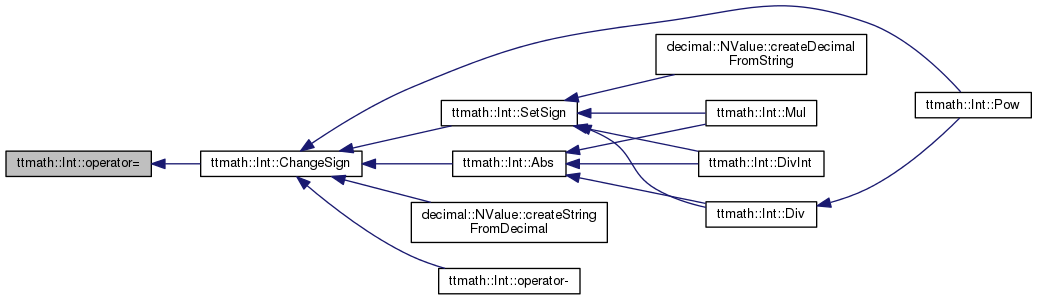 ttmath::Int::operator=
ttmath::Int::ChangeSign
ttmath::Int::SetSign
ttmath::Int::Abs
decimal::NValue::createString
FromDecimal
ttmath::Int::operator-
decimal::NValue::createDecimal
FromString
ttmath::Int::Mul
ttmath::Int::DivInt
ttmath::Int::Div
ttmath::Int::Pow